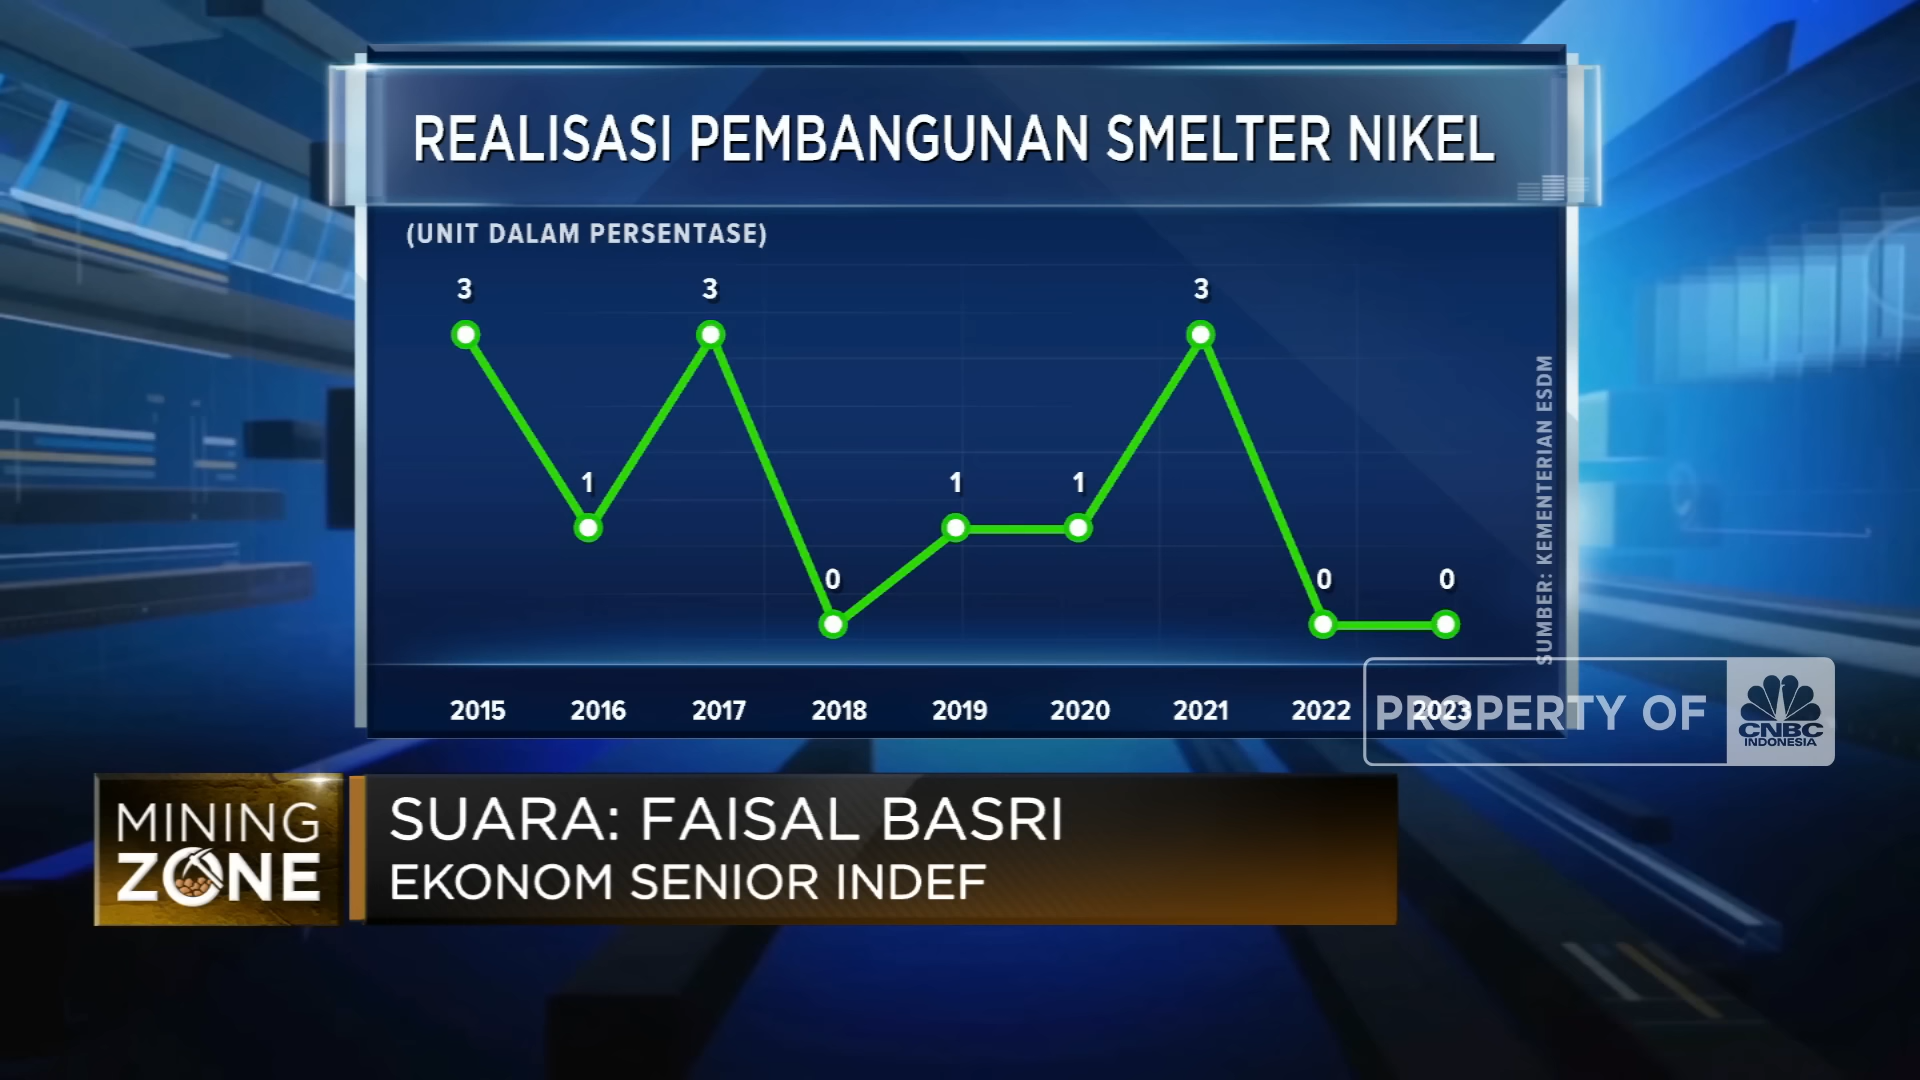 REALISASI PEMBANGUNAN SMELTER NIKEL
(UNIT DALAM PERSENTASE)
3
1
3
0
1
1
3
0
0
SUMBER: KEMENTERIAN ESDM
2015 2016 2017 2018 2019 2020 2021 2022 2023
PROPERTY OF
CNBC
INDONESIA
MINING
ZONE
SUARA: FAISAL BASRI
EKONOM SENIOR INDEF